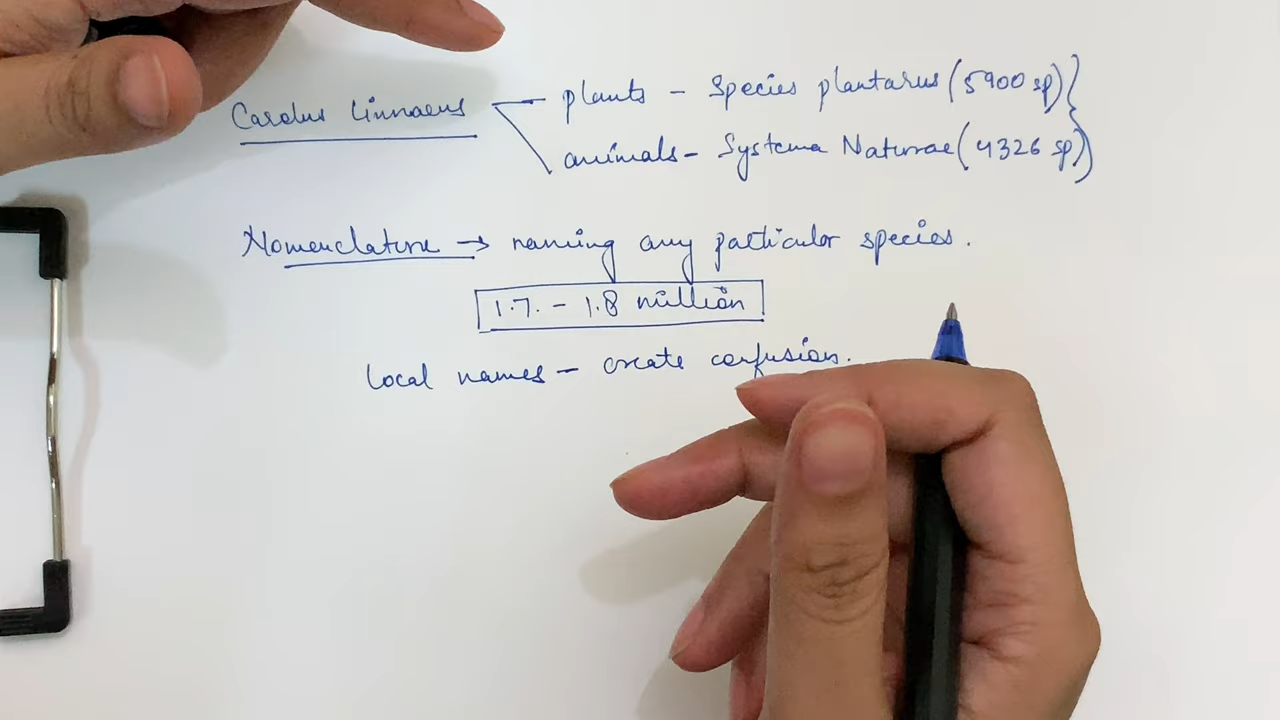 Carolus Linnaeus
plants - Species plantarus (5900 sp)
animals - Systema Naturae (4326 sp)
Nomenclature → naming any particular species.
1.7. - 1.8 million
local names - create confusion.